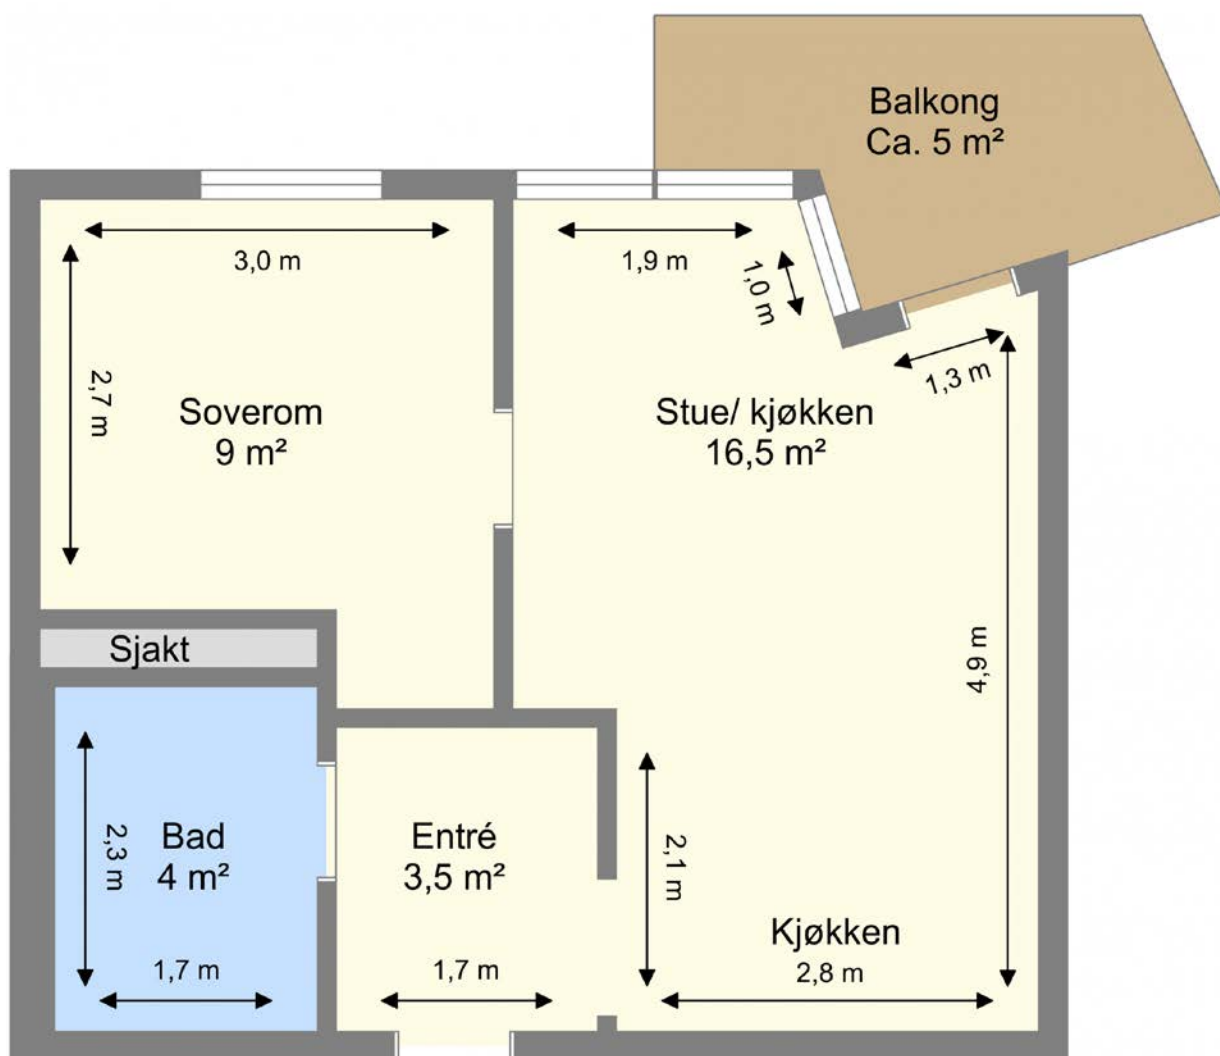 Balkong
Ca. 5 m²
3,0 m
1,9 m
1,0 m
1,3 m
2,7 m
Soverom
9 m²
Stue/ kjøkken
16,5 m²
Sjakt
4,9 m
2,3 m
Bad
4 m²
Entré
3,5 m²
2,1 m
Kjøkken
1,7 m
1,7 m
2,8 m